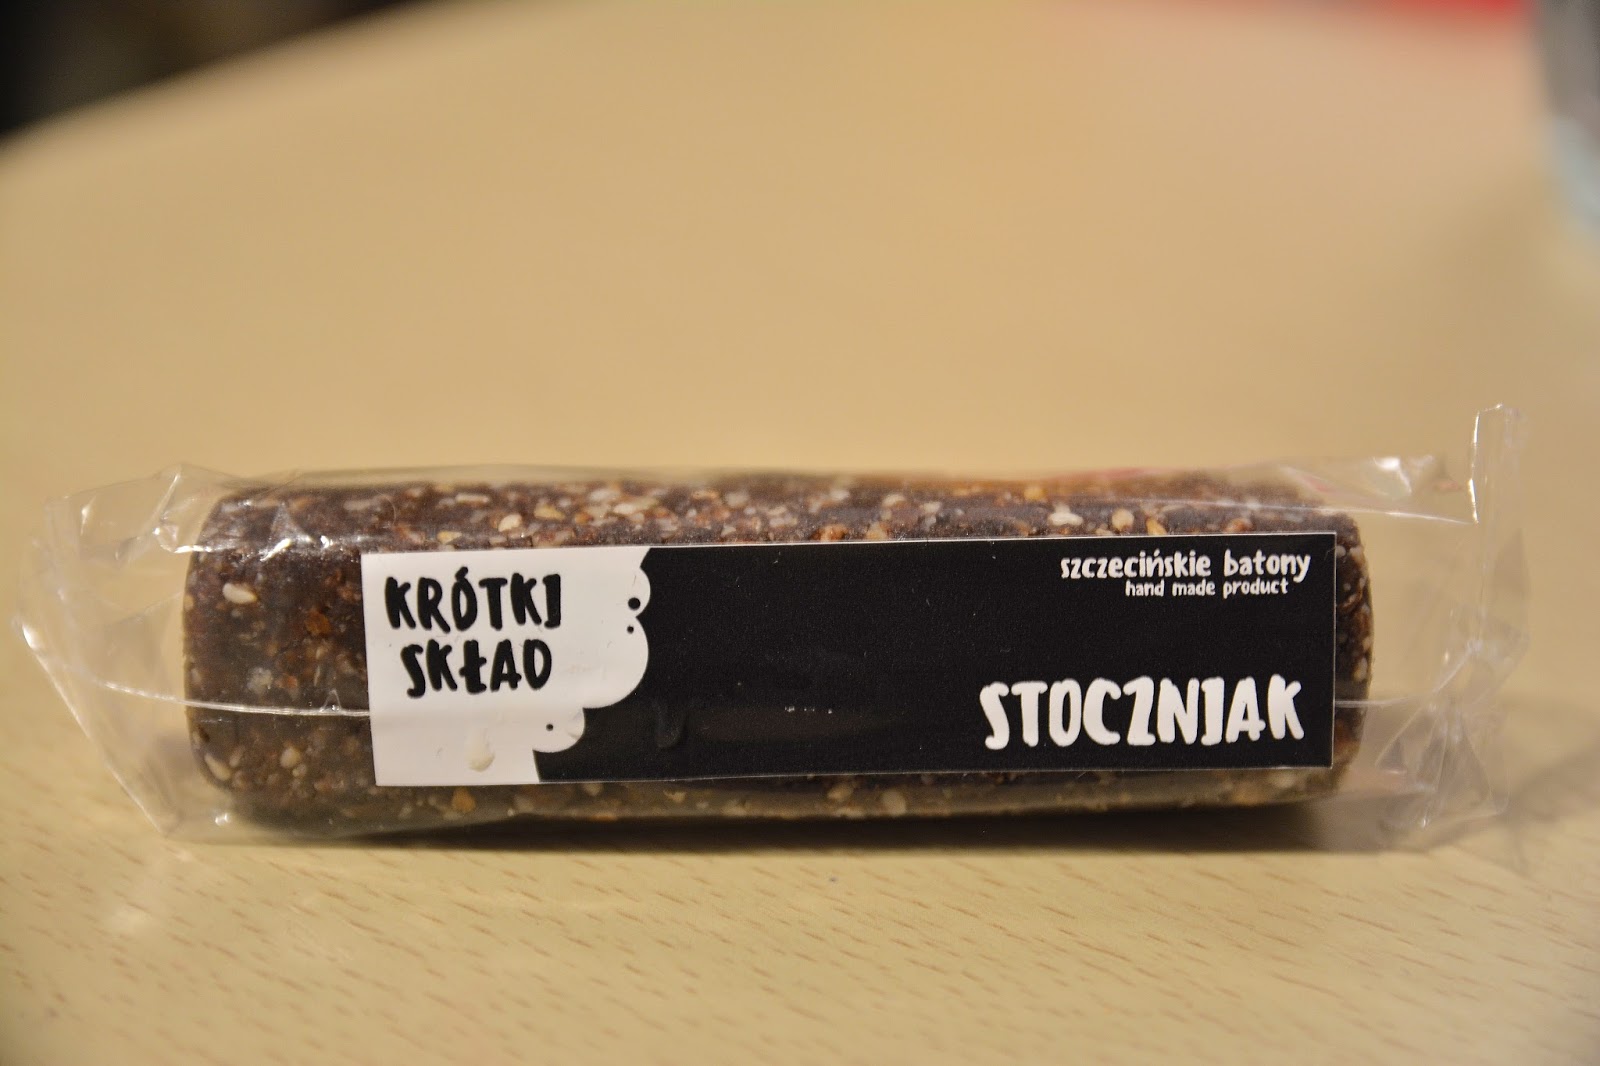 KRÓTKI
SKŁAD
szczecińskie batony
hand made product
STOCZNIAK